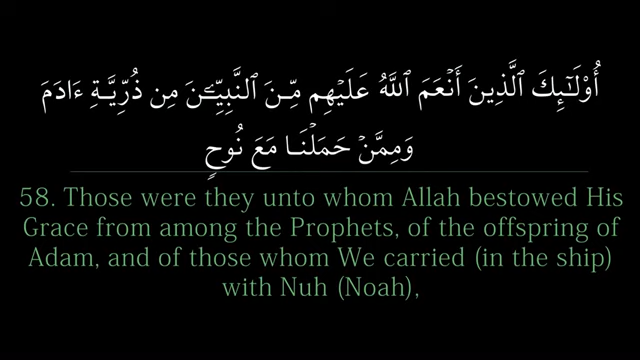 أُو۟لَـٰٓئِكَ ٱلَّذِينَ أَنْعَمَ ٱللَّهُ عَلَيْهِم مِّنَ ٱلنَّبِيِّـۧنَ مِن ذُرِّيَّةِ ءَادَمَ
وَمِمَّنْ حَمَلْنَا مَعَ نُوحٍ
58. Those were they unto whom Allah bestowed His
Grace from among the Prophets, of the offspring of
Adam, and of those whom We carried (in the ship)
with Nuh (Noah),